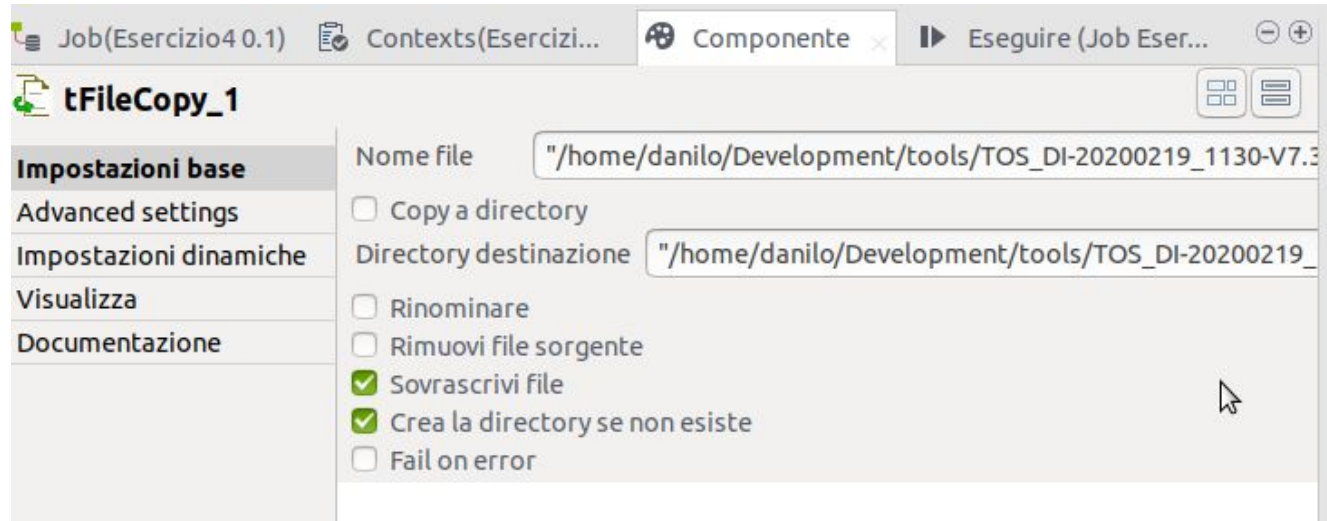 Job(Esercizio4 0.1) Contexts(Esercizi... Componente Eseguire (Job Eser...
tFileCopy_1
Impostazioni base
Advanced settings
Impostazioni dinamiche
Visualizza
Documentazione
Nome file "/home/danilo/Development/tools/TOS_DI-20200219_1130-V7.3
Copy a directory
Directory destinazione "/home/danilo/Development/tools/TOS_DI-20200219_
Rinominare
Rimuovi file sorgente
Sovrascrivi file
Crea la directory se non esiste
Fail on error